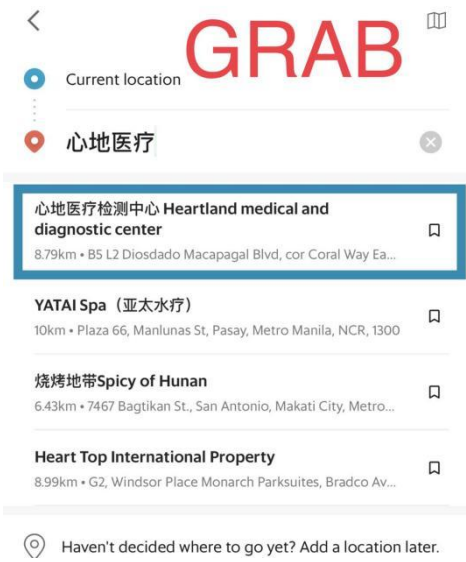 GRAB
Current location
心地医疗
心地医疗检测中心 Heartland medical and
diagnostic center
8.79km • B5 L2 Diosdado Macapagal Blvd, cor Coral Way Ea...
YATAI Spa（亚太水疗）
10km • Plaza 66, Manlunas St, Pasay, Metro Manila, NCR, 1300
烧烤地带Spicy of Hunan
6.43km • 7467 Bagtikan St., San Antonio, Makati City, Metro...
Heart Top International Property
8.99km • G2, Windsor Place Monarch Parksuites, Bradco Av...
Haven't decided where to go yet? Add a location later.